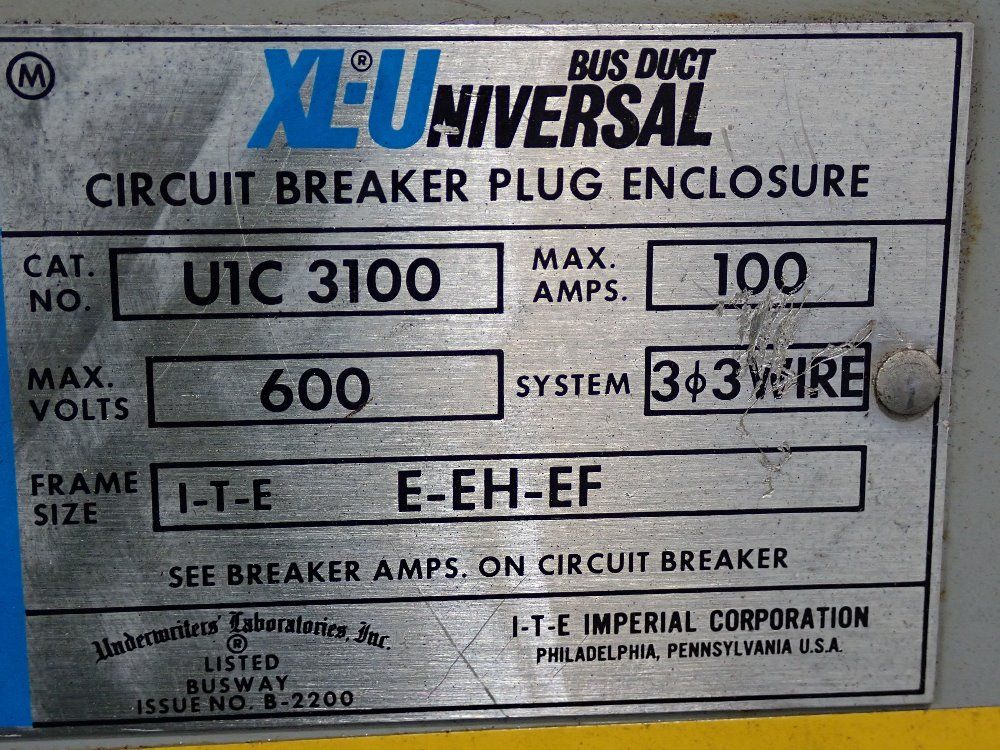 M
BUS DUCT
XL-UNIVERSAL ®
CIRCUIT BREAKER PLUG ENCLOSURE
CAT. NO. U1C 3100
MAX. AMPS. 100
MAX. VOLTS 600
SYSTEM 3ϕ3WIRE
FRAME SIZE I-T-E E-EH-EF
SEE BREAKER AMPS. ON CIRCUIT BREAKER
Underwriters' Laboratories, Inc.
®
LISTED
BUSWAY
ISSUE NO. B-2200
I-T-E IMPERIAL CORPORATION
PHILADELPHIA, PENNSYLVANIA U.S.A.